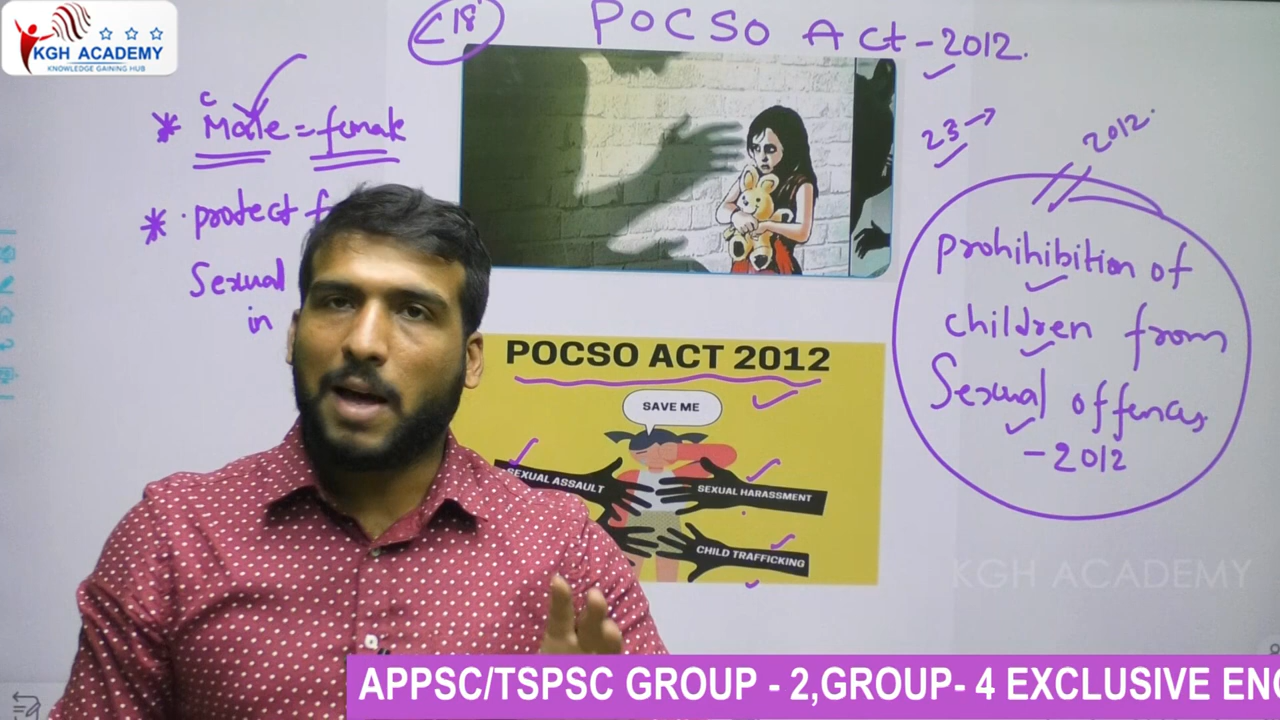 KGH ACADEMY
KNOWLEDGE GAINING HUB
<18
POCSO Act - 2012.
* Male = female
c
* protect f
Sexual
in
23 →
2012.
prohihibition of
children from
Sexual offences
- 2012
POCSO ACT 2012
SAVE ME
SEXUAL ASSAULT
SEXUAL HARASSMENT
CHILD TRAFFICKING
KGH ACADEMY
APPSC/TSPSC GROUP - 2,GROUP- 4 EXCLUSIVE ENG